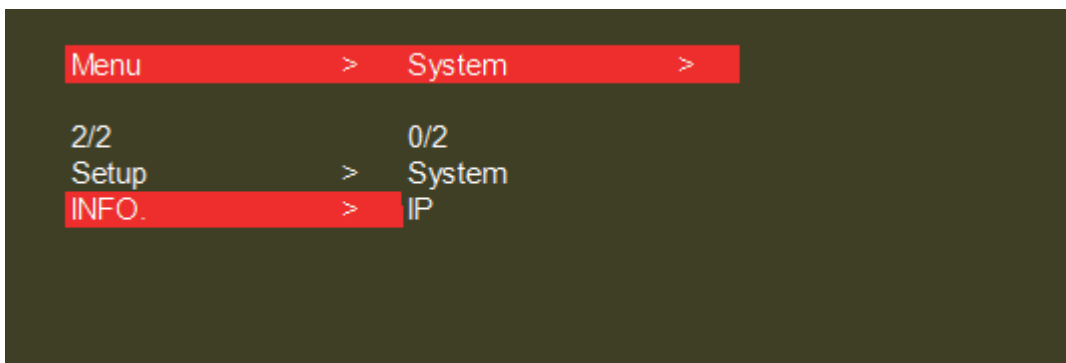 Menu > System >
2/2 0/2
Setup > System
INFO. > IP